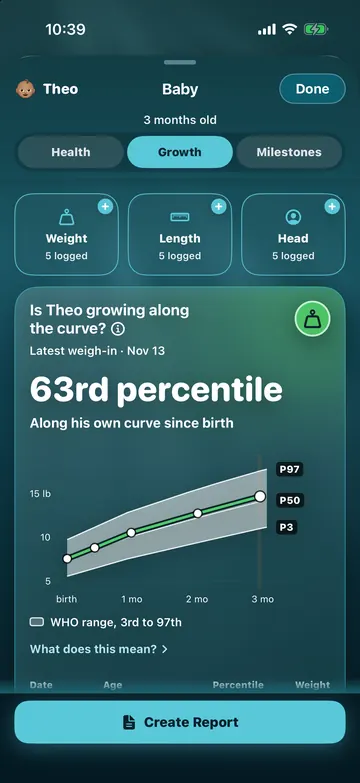 10:39
Theo
Baby
Done
3 months old
Health
Growth
Milestones
Weight
5 logged
Length
5 logged
Head
5 logged
Is Theo growing along
the curve?
Latest weigh-in · Nov 13
63rd percentile
Along his own curve since birth
P97
15 lb
P50
P3
10
5
birth
1 mo
2 mo
3 mo
WHO range, 3rd to 97th
What does this mean?
Date
Age
Percentile
Weight
Create Report